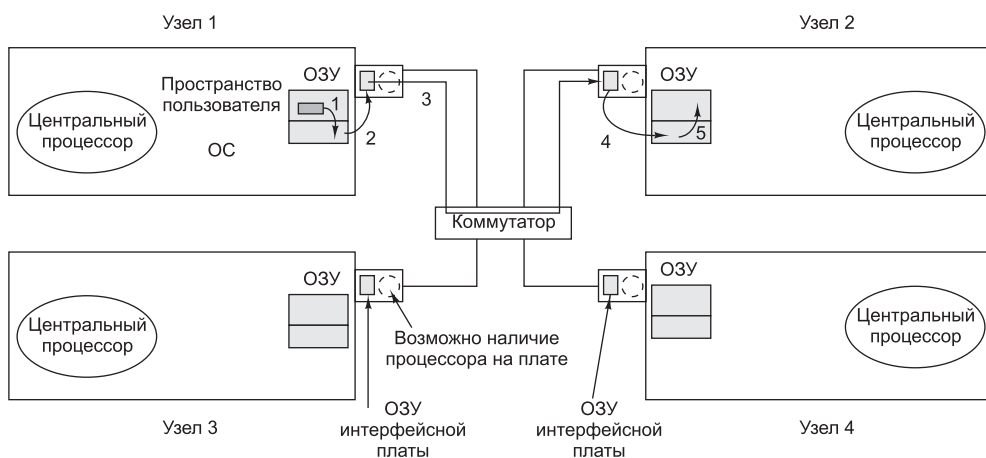 Узел 1
Узел 2
ОЗУ
Пространство
пользователя
1
2
3
Центральный
процессор
ОС
ОЗУ
4
5
Центральный
процессор
Коммутатор
ОЗУ
Центральный
процессор
Возможно наличие
процессора на плате
ОЗУ
Центральный
процессор
Узел 3
ОЗУ
интерфейсной
платы
ОЗУ
интерфейсной
платы
Узел 4